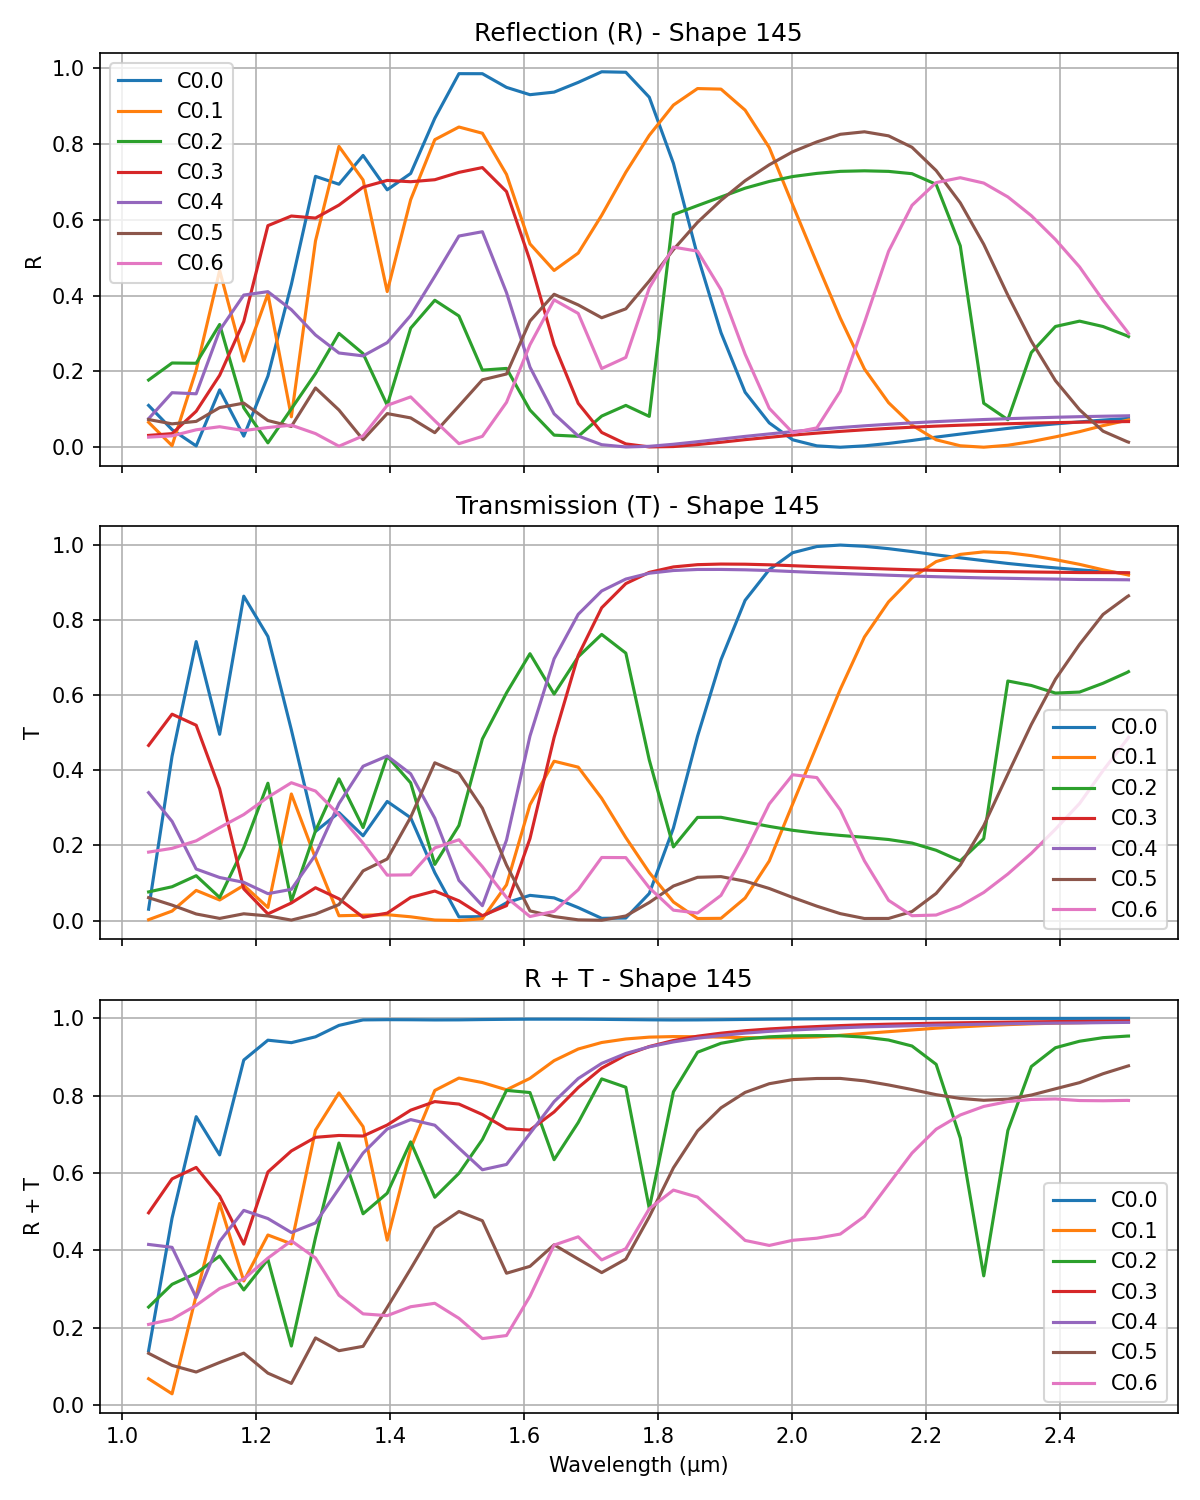 Reflection (R) - Shape 145
1.0
0.8
0.6
0.4
0.2
0.0
R
C0.0
C0.1
C0.2
C0.3
C0.4
C0.5
C0.6
Transmission (T) - Shape 145
1.0
0.8
0.6
0.4
0.2
0.0
T
C0.0
C0.1
C0.2
C0.3
C0.4
C0.5
C0.6
R + T - Shape 145
1.0
0.8
0.6
0.4
0.2
0.0
R + T
C0.0
C0.1
C0.2
C0.3
C0.4
C0.5
C0.6
1.0 1.2 1.4 1.6 1.8 2.0 2.2 2.4
Wavelength (μm)